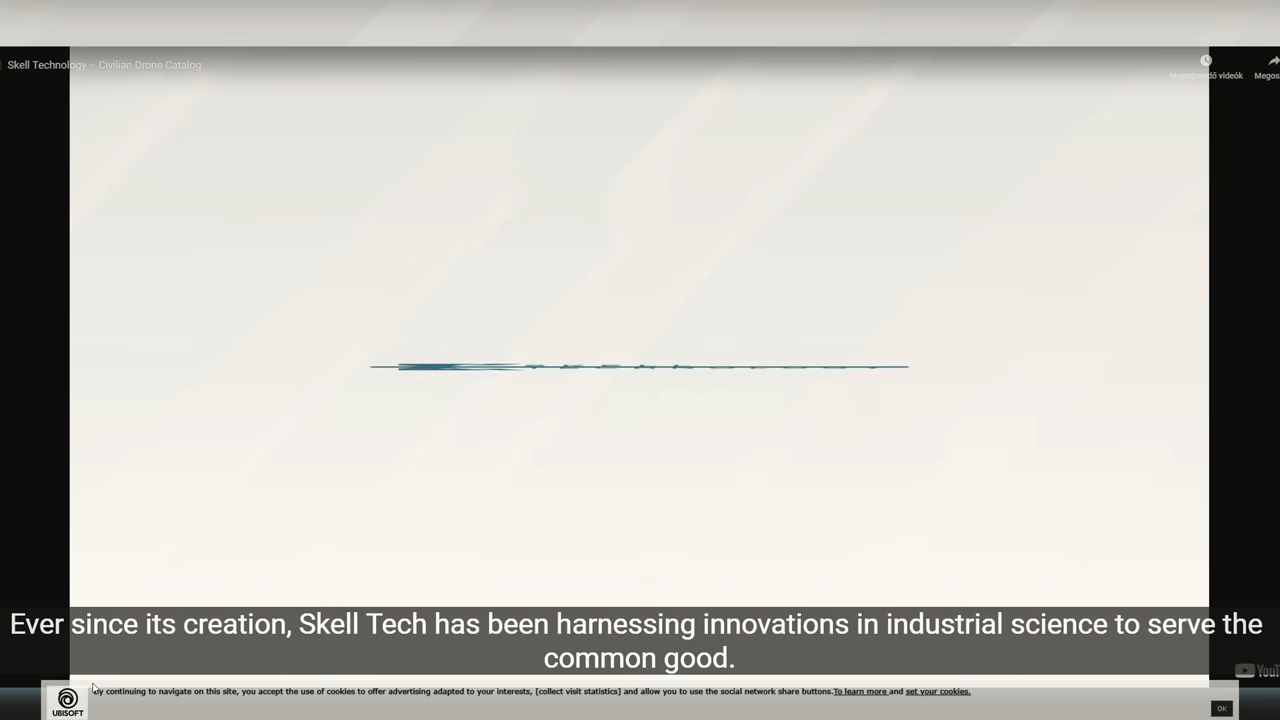 Skell Technology – Civilian Drone Catalog
Ever since its creation, Skell Tech has been harnessing innovations in industrial science to serve the
common good.
By continuing to navigate on this site, you accept the use of cookies to offer advertising adapted to your interests, [collect visit statistics] and allow you to use the social network share buttons.To learn more and set your cookies.
UBISOFT
OK